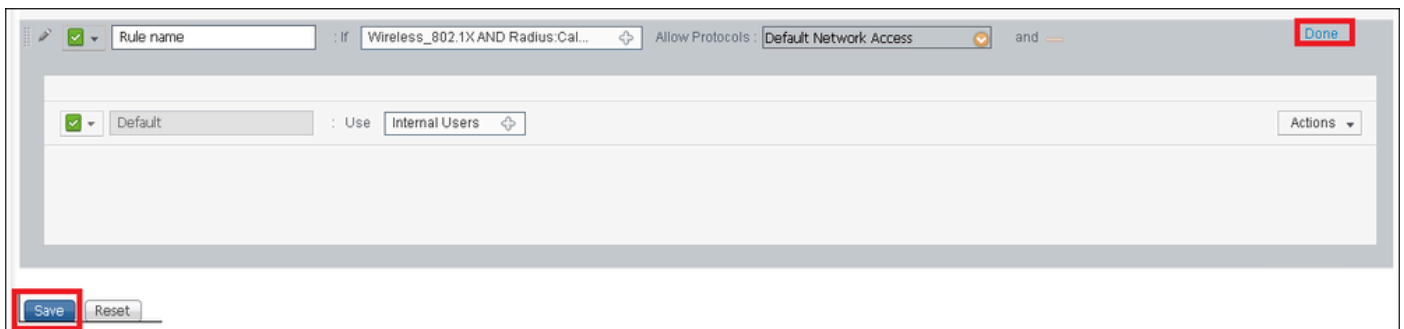 Rule name : If Wireless_802.1X AND Radius:Cal... Allow Protocols : Default Network Access and Done
Default : Use Internal Users Actions
Save Reset